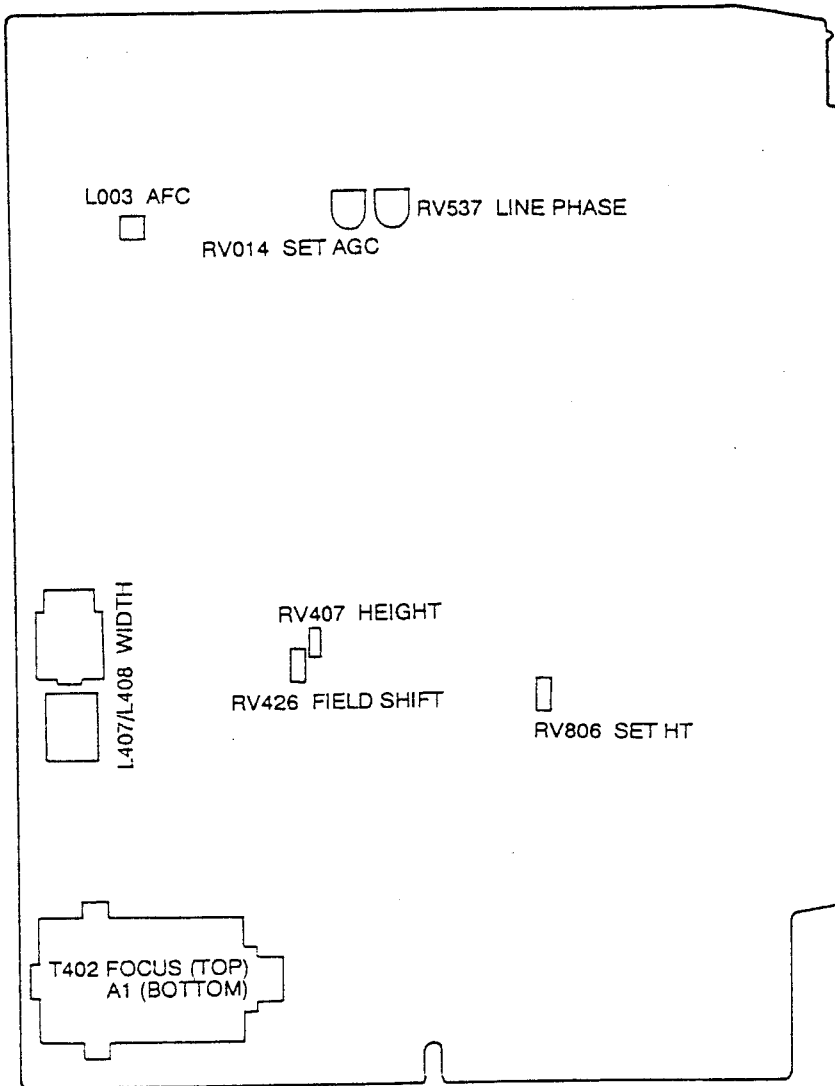 L003 AFC
RV537 LINE PHASE
RV014 SET AGC
L407/L408 WIDTH
RV407 HEIGHT
RV426 FIELD SHIFT
RV806 SET HT
T402 FOCUS (TOP)
A1 (BOTTOM)